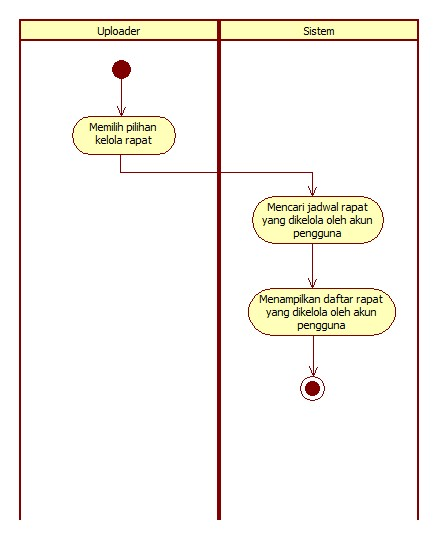 Uploader
Sistem
Memilih pilihan
kelola rapat
Mencari jadwal rapat
yang dikelola oleh akun
pengguna
Menampilkan daftar rapat
yang dikelola oleh akun
pengguna